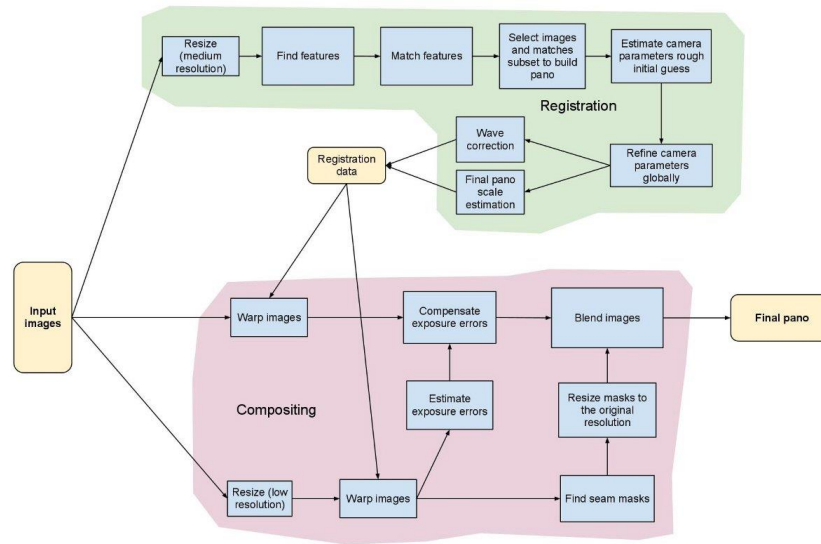 Resize
(medium
resolution)
Find features
Match features
Select images
and matches
subset to build
pano
Estimate camera
parameters rough
initial guess
Registration
Wave
correction
Refine camera
parameters
globally
Final pano
scale
estimation
Registration
data
Input
images
Warp images
Compensate
exposure errors
Blend images
Final pano
Compositing
Estimate
exposure errors
Resize masks to
the original
resolution
Resize (low
resolution)
Warp images
Find seam masks